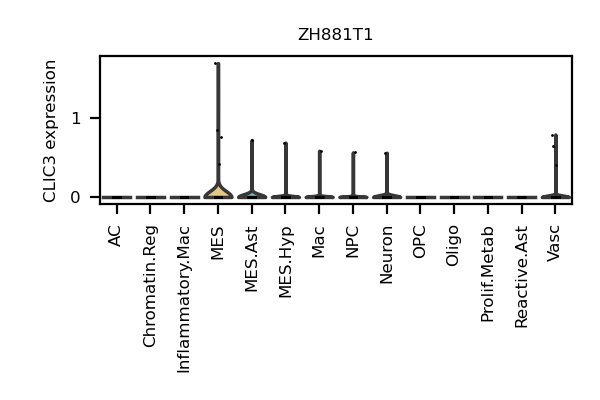 ZH881T1
CLIC3 expression
1
0
AC
Chromatin.Reg
Inflammatory.Mac
MES
MES.Ast
MES.Hyp
Mac
NPC
Neuron
OPC
Oligo
Prolif.Metab
Reactive.Ast
Vasc